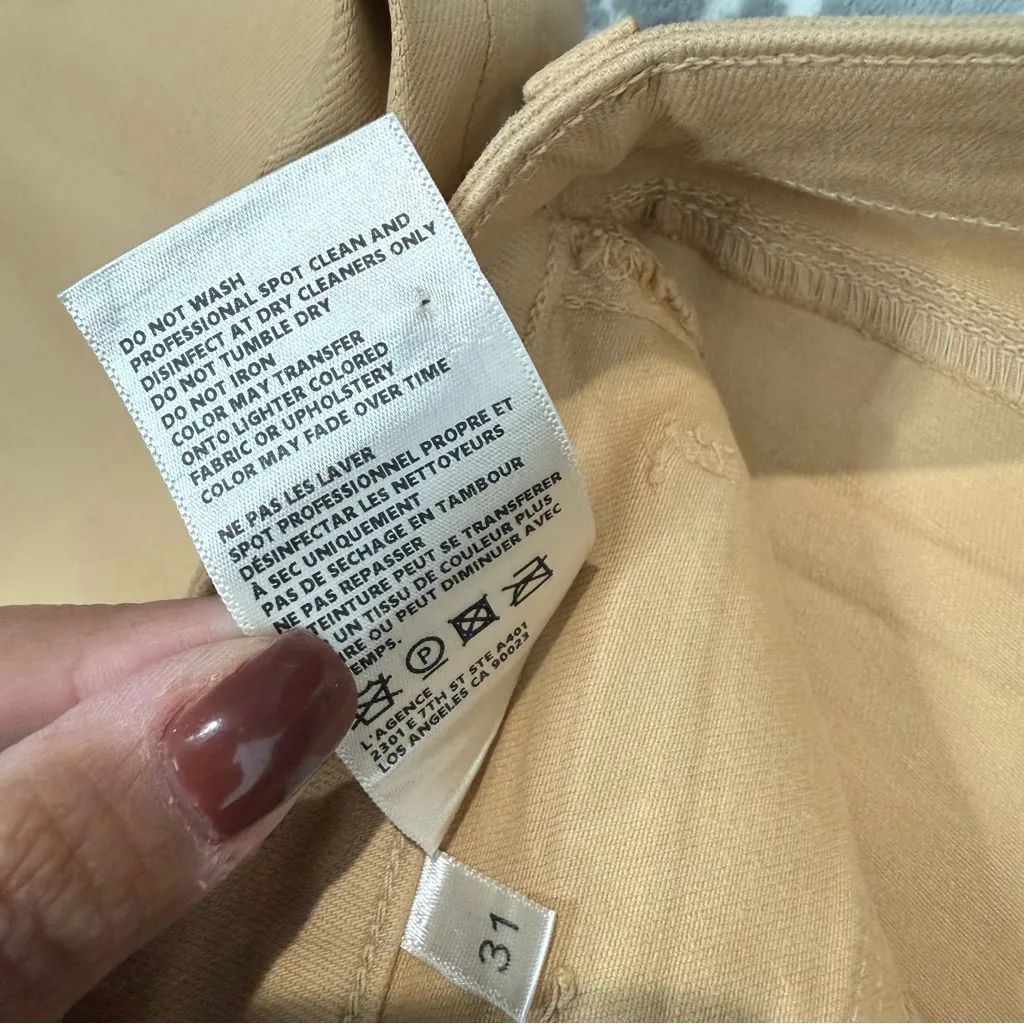 DO NOT WASH
PROFESSIONAL SPOT CLEAN AND
DISINFECT AT DRY CLEANERS ONLY
DO NOT TUMBLE DRY
DO NOT IRON
COLOR MAY TRANSFER
ONTO LIGHTER COLORED
FABRIC OR UPHOLSTERY
COLOR MAY FADE OVER TIME
NE PAS LES LAVER
SPOT PROFESSIONNEL PROPRE ET
DÉSINFECTAR LES NETTOYEURS
À SEC UNIQUEMENT
PAS DE SECHAGE EN TAMBOUR
NE PAS REPASSER
TEINTURE PEUT SE TRANSFERER
UN TISSU DE COULEUR PLUS
OU PEUT DIMINUER AVEC
P
L'AGENCE
2301 E 7TH ST STE A401
LOS ANGELES CA 90023
31